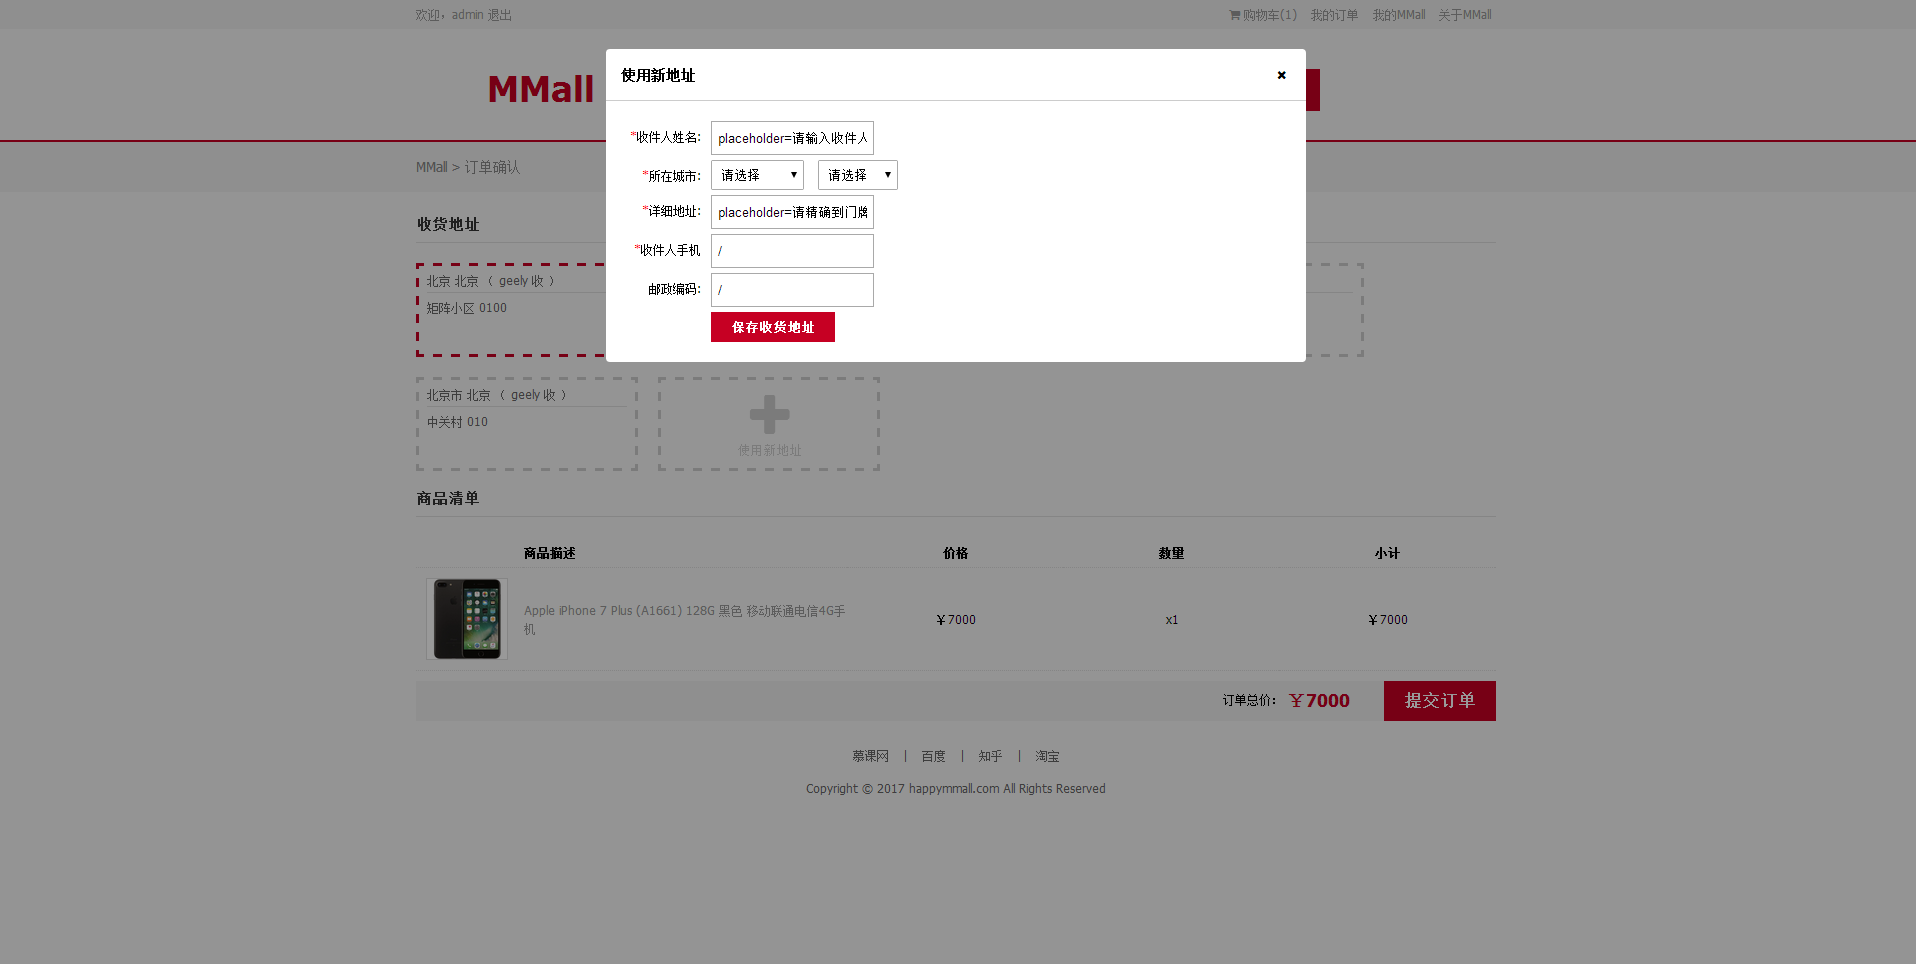 欢迎，admin 退出
购物车(1) 我的订单 我的MMall 关于MMall
MMall
使用新地址
*收件人姓名: placeholder=请输入收件人
*所在城市: 请选择 请选择
*详细地址: placeholder=请精确到门牌
*收件人手机 /
邮政编码: /
保存收货地址
MMall > 订单确认
收货地址
北京 北京 （ geely 收 ）
矩阵小区 0100
北京市 北京 （ geely 收 ）
中关村 010
使用新地址
商品清单
商品描述 价格 数量 小计
Apple iPhone 7 Plus (A1661) 128G 黑色 移动联通电信4G手
机
￥7000 x1 ￥7000
订单总价: ￥7000 提交订单
慕课网 | 百度 | 知乎 | 淘宝
Copyright © 2017 happymmall.com All Rights Reserved